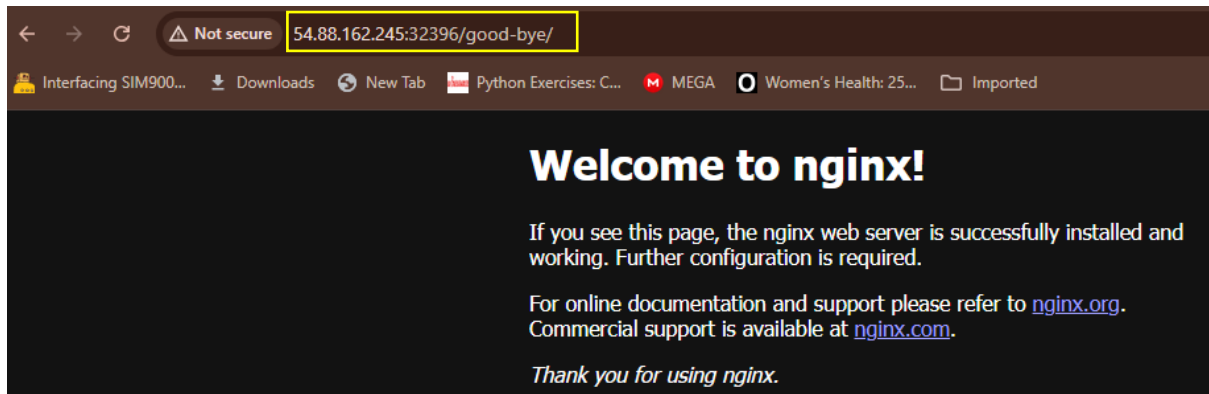 Not secure 54.88.162.245:32396/good-bye/
Interfacing SIM900... Downloads New Tab Python Exercises: C... MEGA Women's Health: 25... Imported
Welcome to nginx!
If you see this page, the nginx web server is successfully installed and
working. Further configuration is required.
For online documentation and support please refer to nginx.org.
Commercial support is available at nginx.com.
Thank you for using nginx.